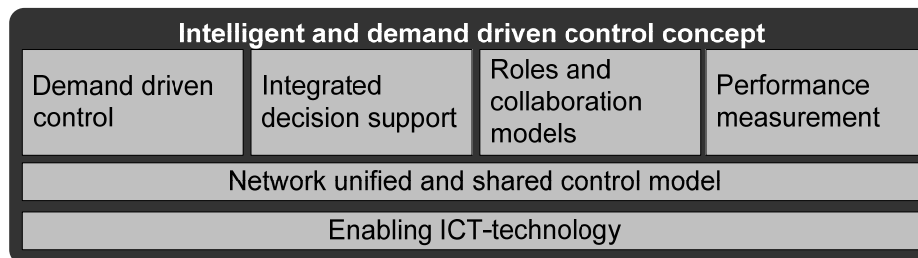 Intelligent and demand driven control concept
Demand driven
control
Integrated
decision support
Roles and
collaboration
models
Performance
measurement
Network unified and shared control model
Enabling ICT-technology